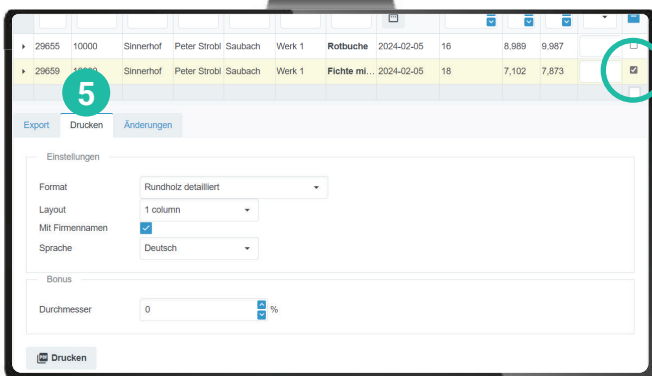 29655 10000 Sinnerhof Peter Strobl Saubach Werk 1 Rotbuche 2024-02-05 16 8,989 9,987
29659 Sinnerhof Peter Strobl Saubach Werk 1 Fichte mi... 2024-02-05 18 7,102 7,873
5
Export Drucken Änderungen
Einstellungen
Format Rundholz detailliert
Layout 1 column
Mit Firmennamen
Sprache Deutsch
Bonus
Durchmesser 0 %
Drucken